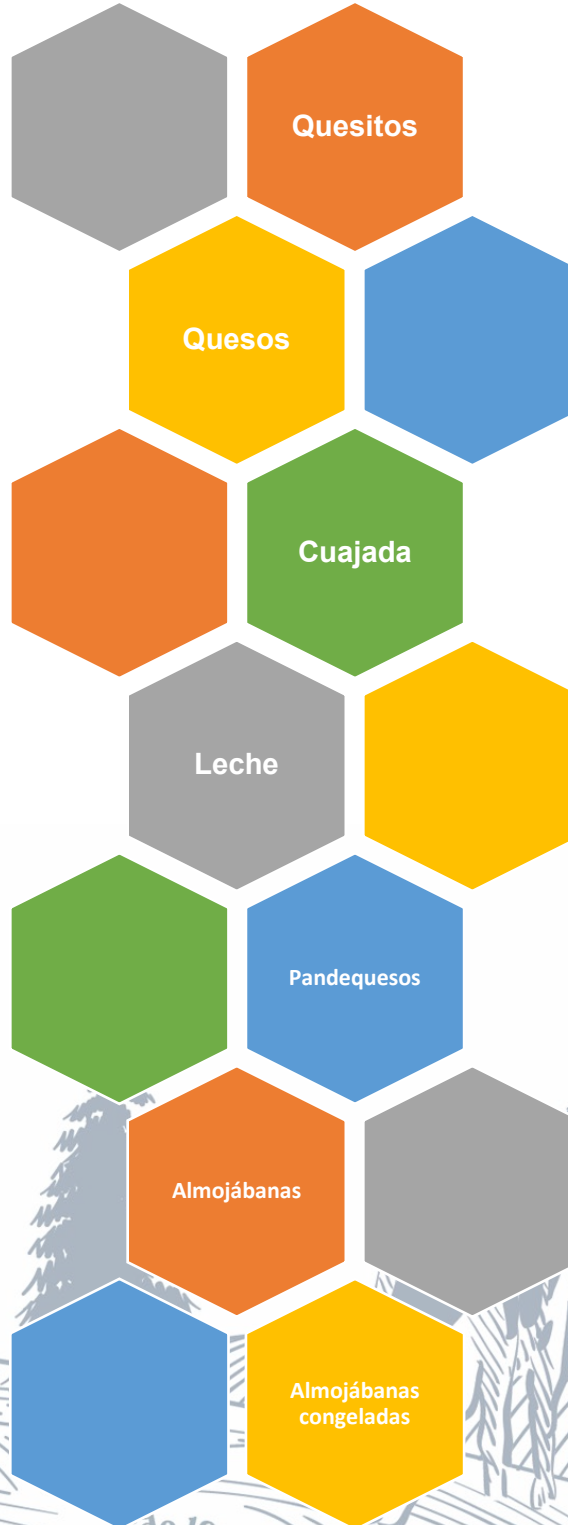 Quesitos
Quesos
Cuajada
Leche
Pandequesos
Almojábanas
Almojábanas
congeladas